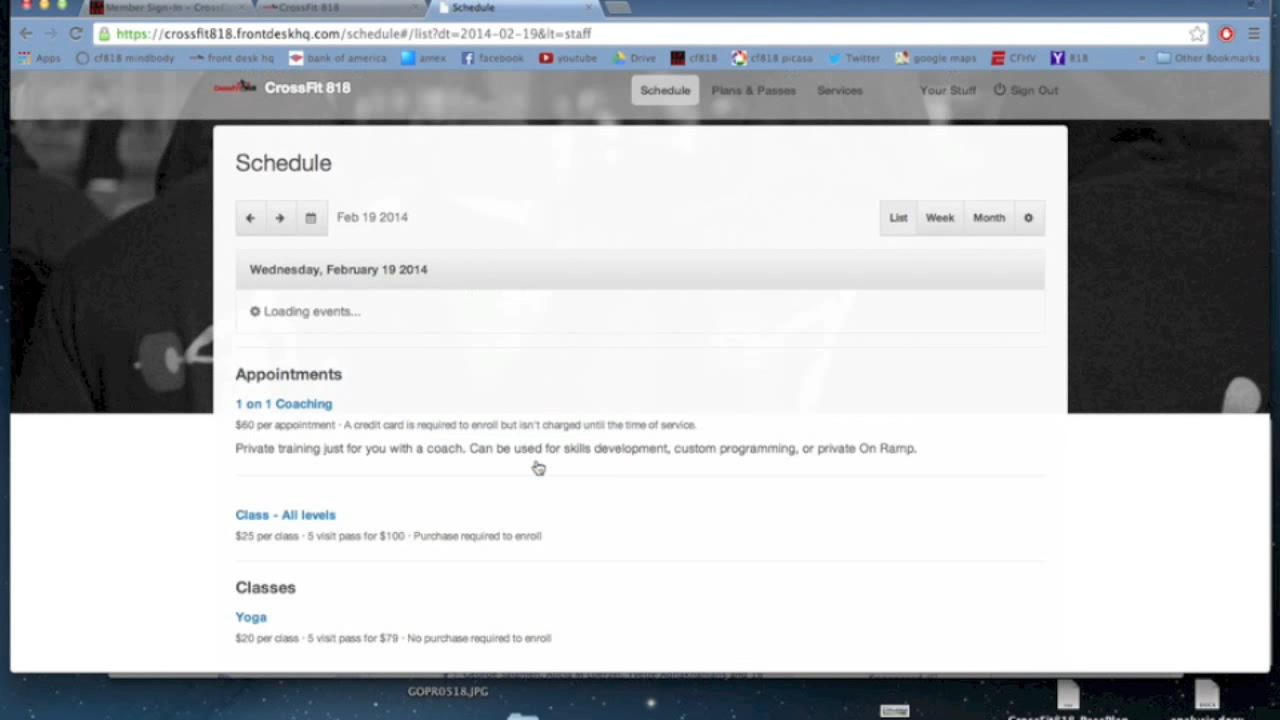 Member Sign-In - CrossFi
CrossFit 818
Schedule
https://crossfit818.frontdeskhq.com/schedule#/list?dt=2014-02-19&lt=staff
Apps
cf818 mindbody
front desk hq
bank of america
amex
facebook
youtube
Drive
cf818
cf818 picasa
Twitter
google maps
CFHV
818
»
Other Bookmarks
CrossFit 818
Schedule
Plans & Passes
Services
Your Stuff
Sign Out
Schedule
Feb 19 2014
List
Week
Month
Wednesday, February 19 2014
Loading events...
Appointments
1 on 1 Coaching
$60 per appointment · A credit card is required to enroll but isn't charged until the time of service.
Private training just for you with a coach. Can be used for skills development, custom programming, or private On Ramp.
Class - All levels
$25 per class · 5 visit pass for $100 · Purchase required to enroll
Classes
Yoga
$20 per class · 5 visit pass for $79 · No purchase required to enroll
GOPR0518.JPG